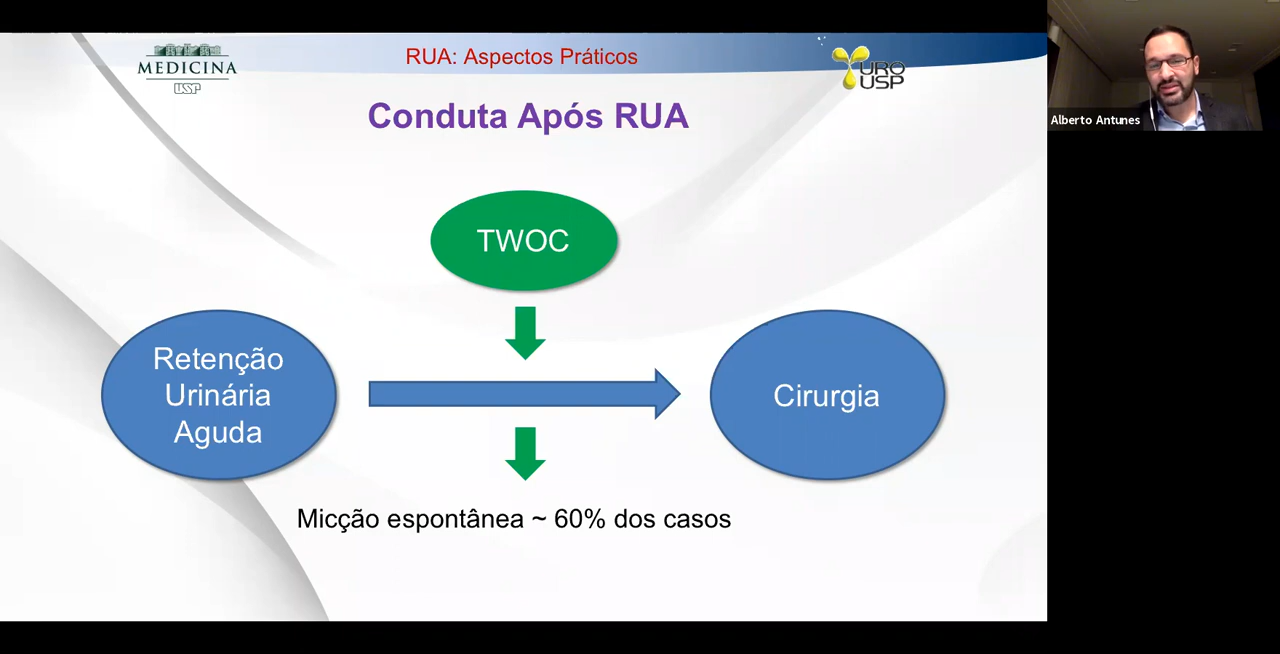 MEDICINA
USP
RUA: Aspectos Práticos
URO
USP
Alberto Antunes
Conduta Após RUA
TWOC
Retenção
Urinária
Aguda
Cirurgia
Micção espontânea ~ 60% dos casos